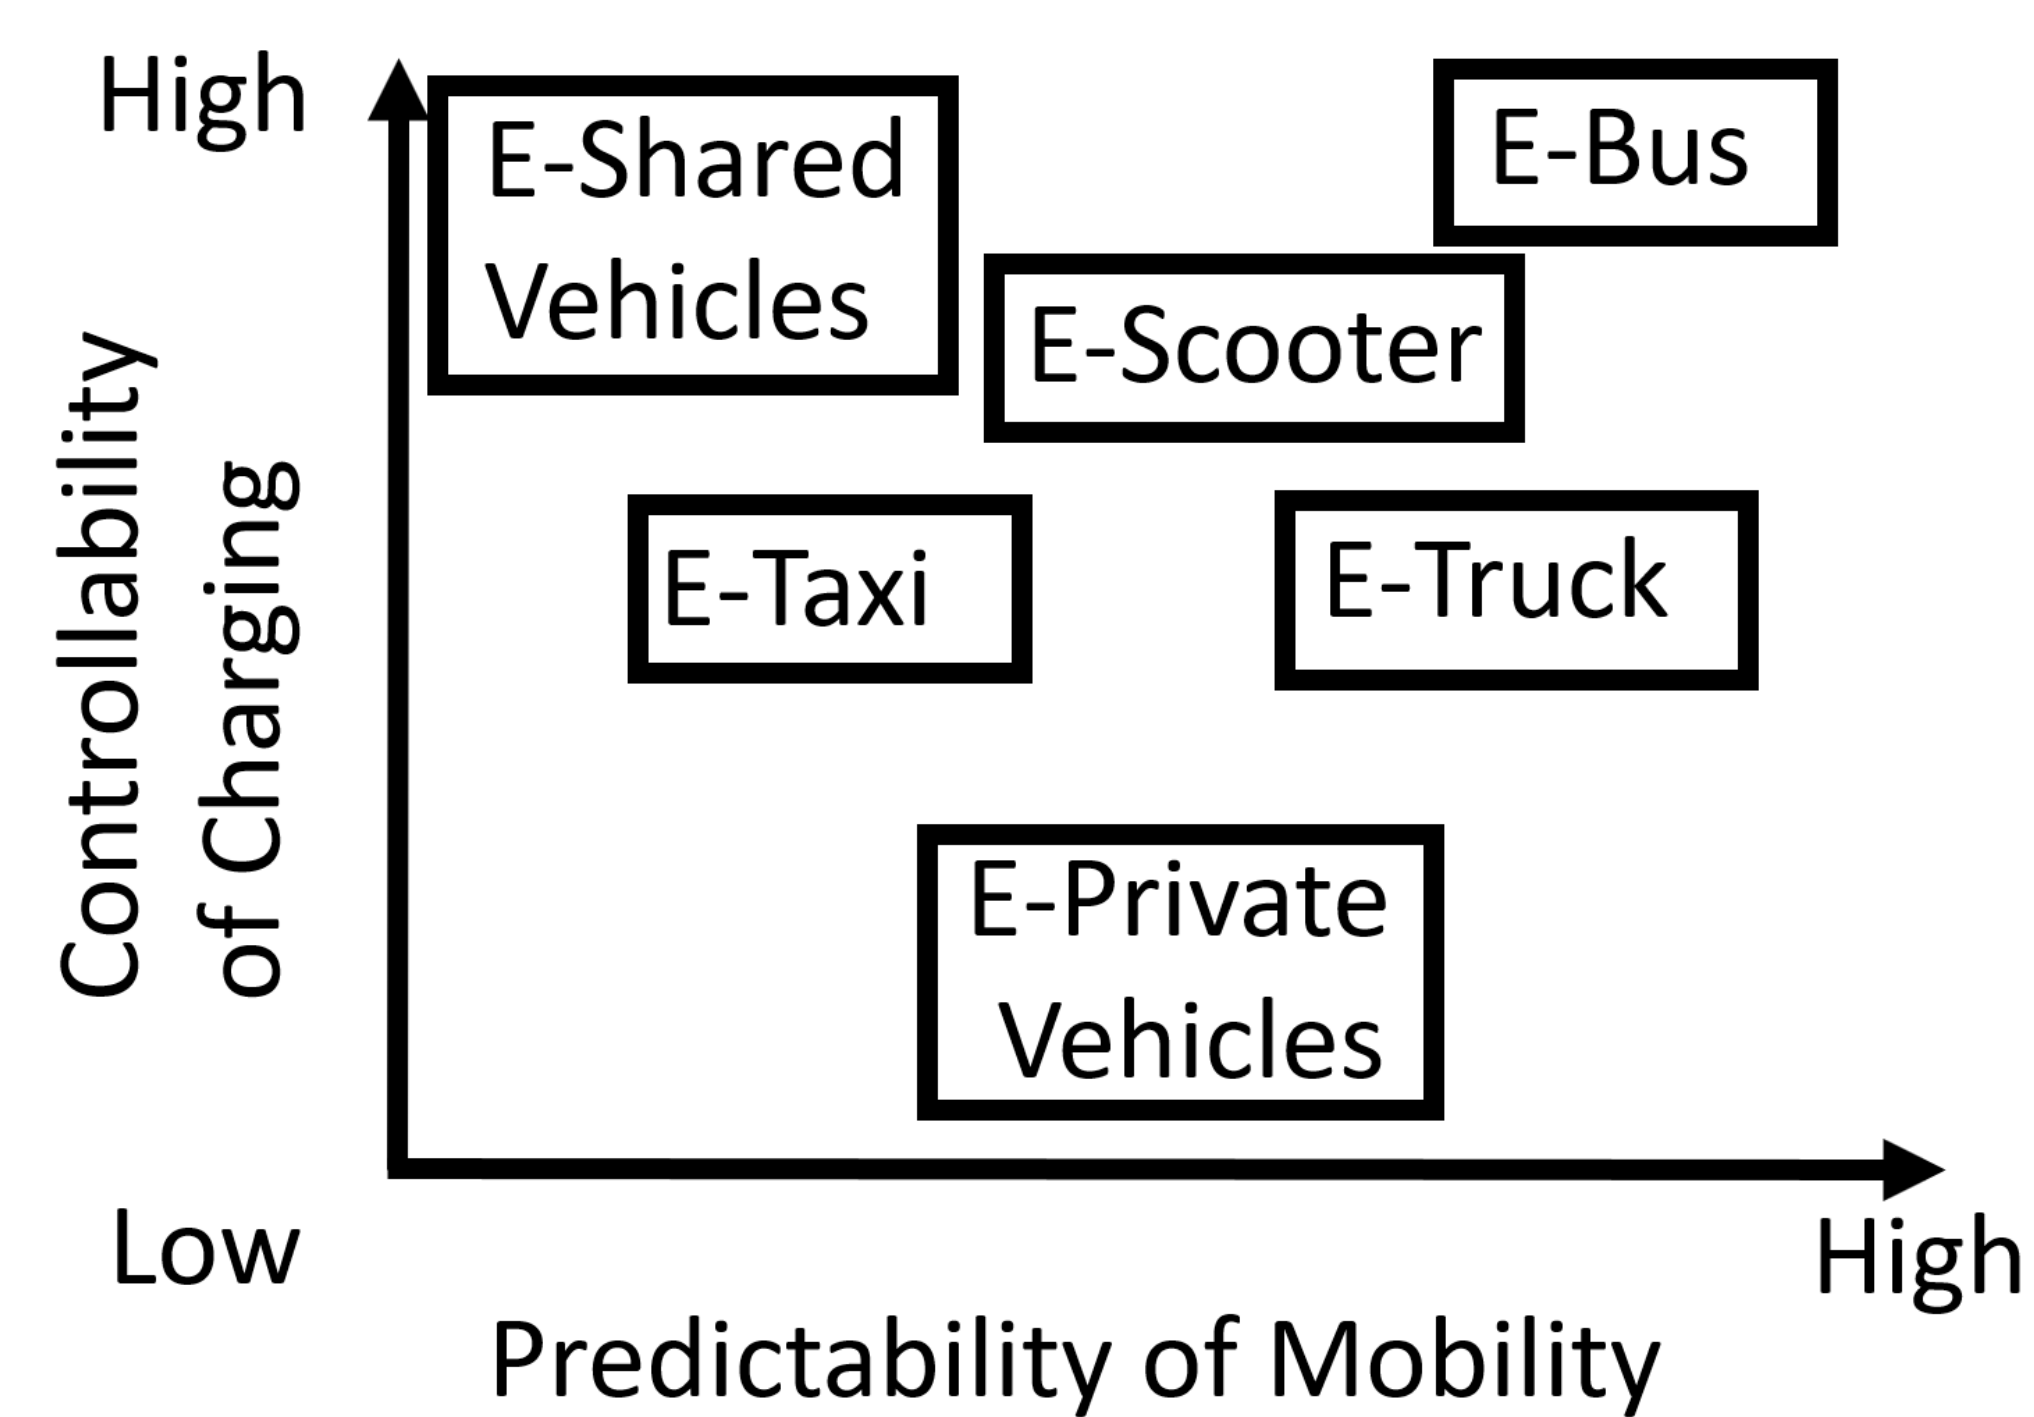 High
E-Shared
Vehicles
E-Bus
E-Scooter
E-Taxi
E-Truck
E-Private
Vehicles
Controllability
of Charging
Low
High
Predictability of Mobility